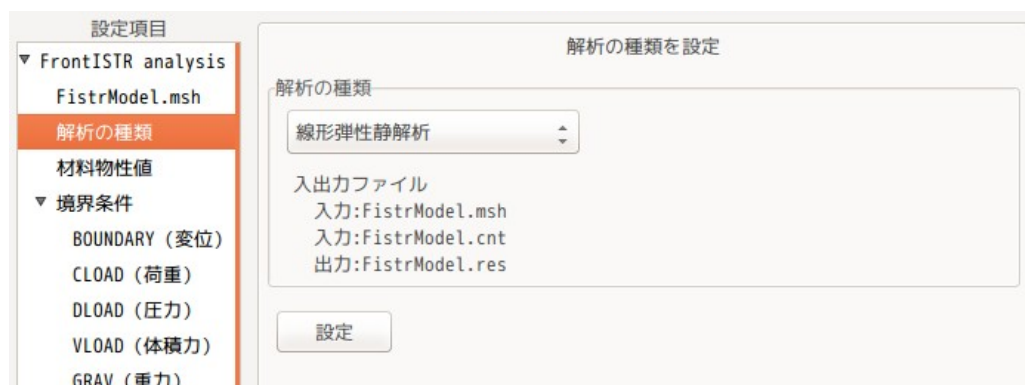 設定項目
▼ FrontISTR analysis
FistrModel.msh
解析の種類
材料物性値
▼ 境界条件
BOUNDARY (変位)
CLOAD (荷重)
DLOAD (圧力)
VLOAD (体積力)
GRAV (重力)
解析の種類を設定
解析の種類
線形弾性静解析
入出力ファイル
入力:FistrModel.msh
入力:FistrModel.cnt
出力:FistrModel.res
設定